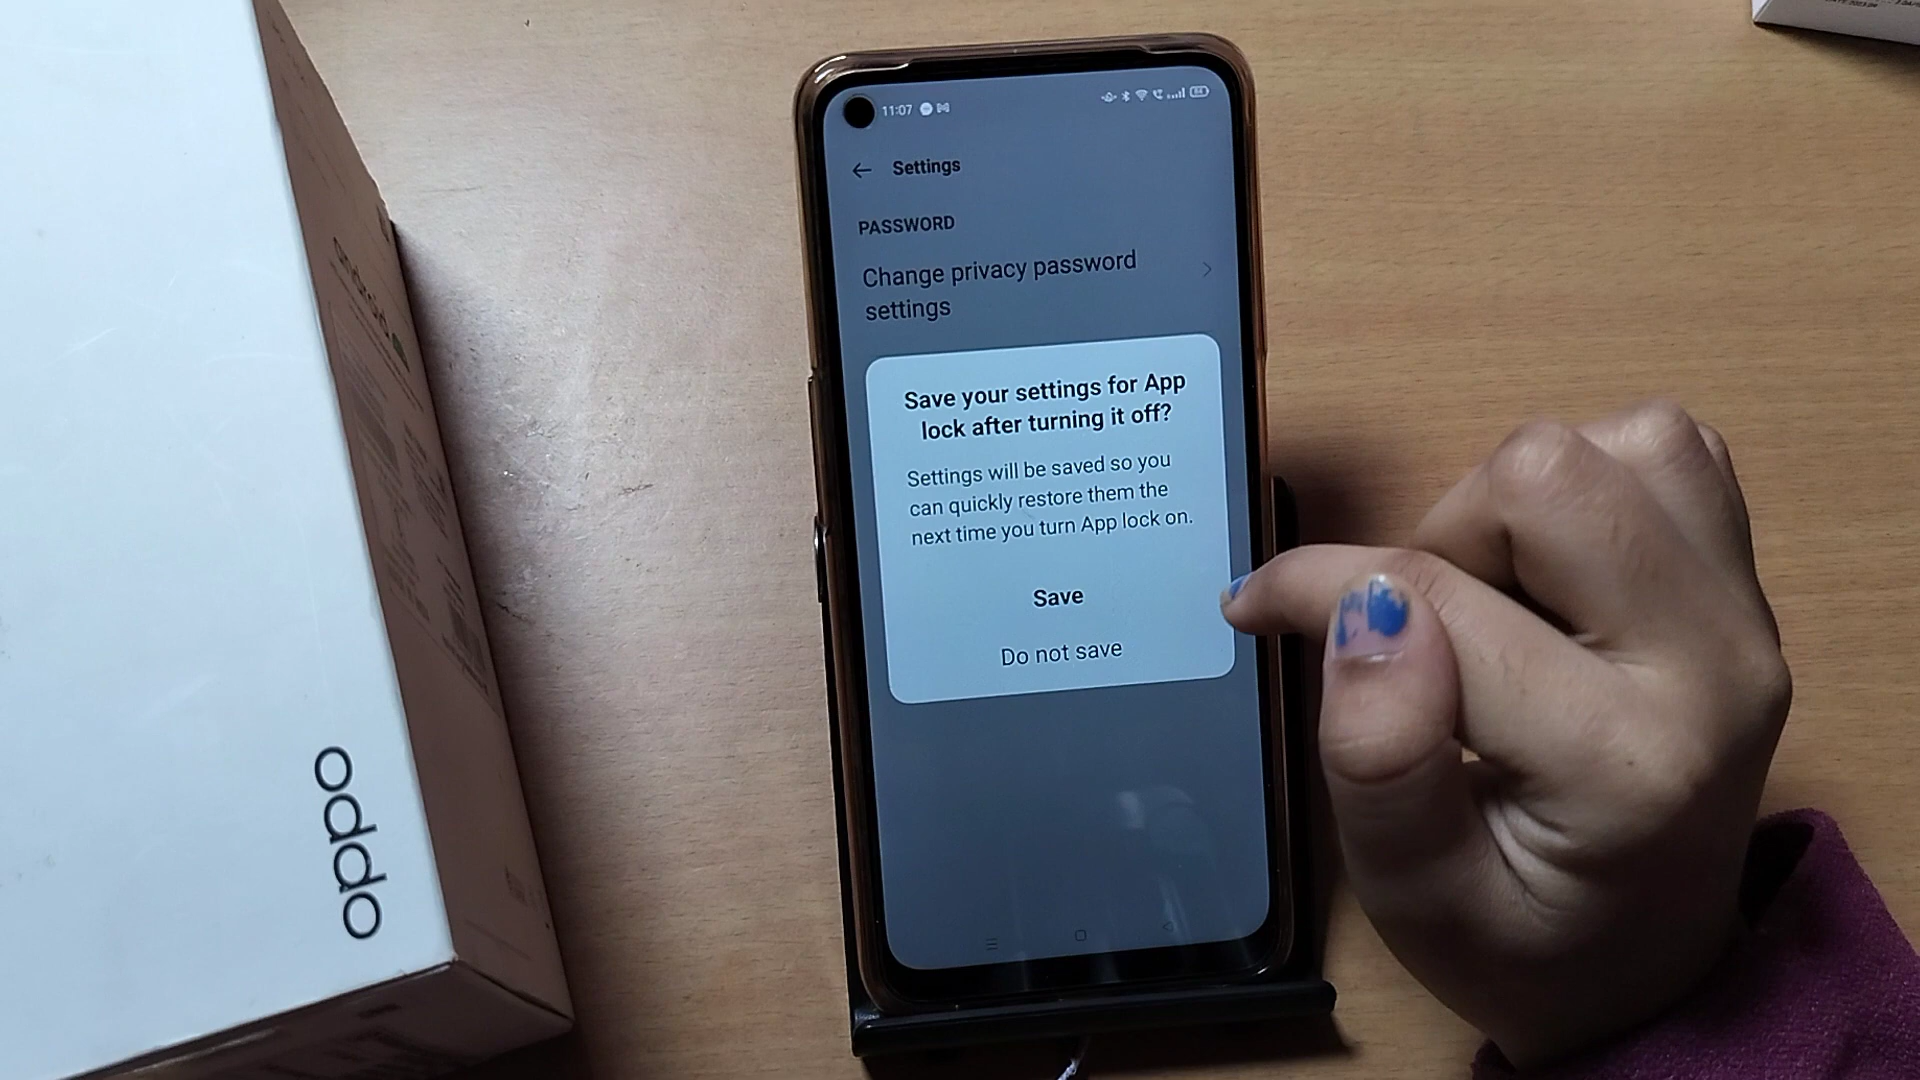 11:07
Settings
PASSWORD
Change privacy password
settings
Save your settings for App
lock after turning it off?
Settings will be saved so you
can quickly restore them the
next time you turn App lock on.
Save
Do not save
oppo
android